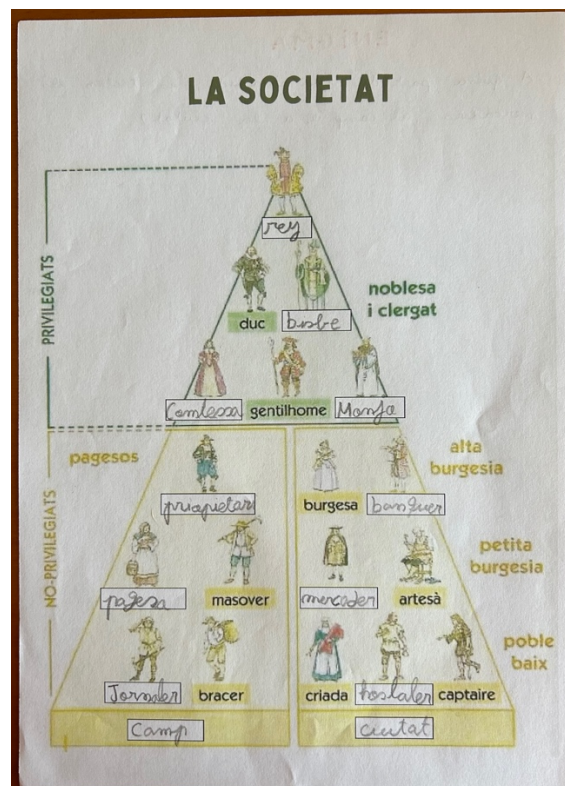 LA SOCIETAT
PRIVILEGIATS
rey
duc bisbe
noblesa
i clergat
Comtessa gentilhome Monja
NO-PRIVILEGIATS
pagesos
alta
burgesia
propietari
burgesa banquer
petita
burgesia
pagesa masover mercader artesà
poble
baix
Jornaler bracer criada hostaler captaire
Camp ciutat